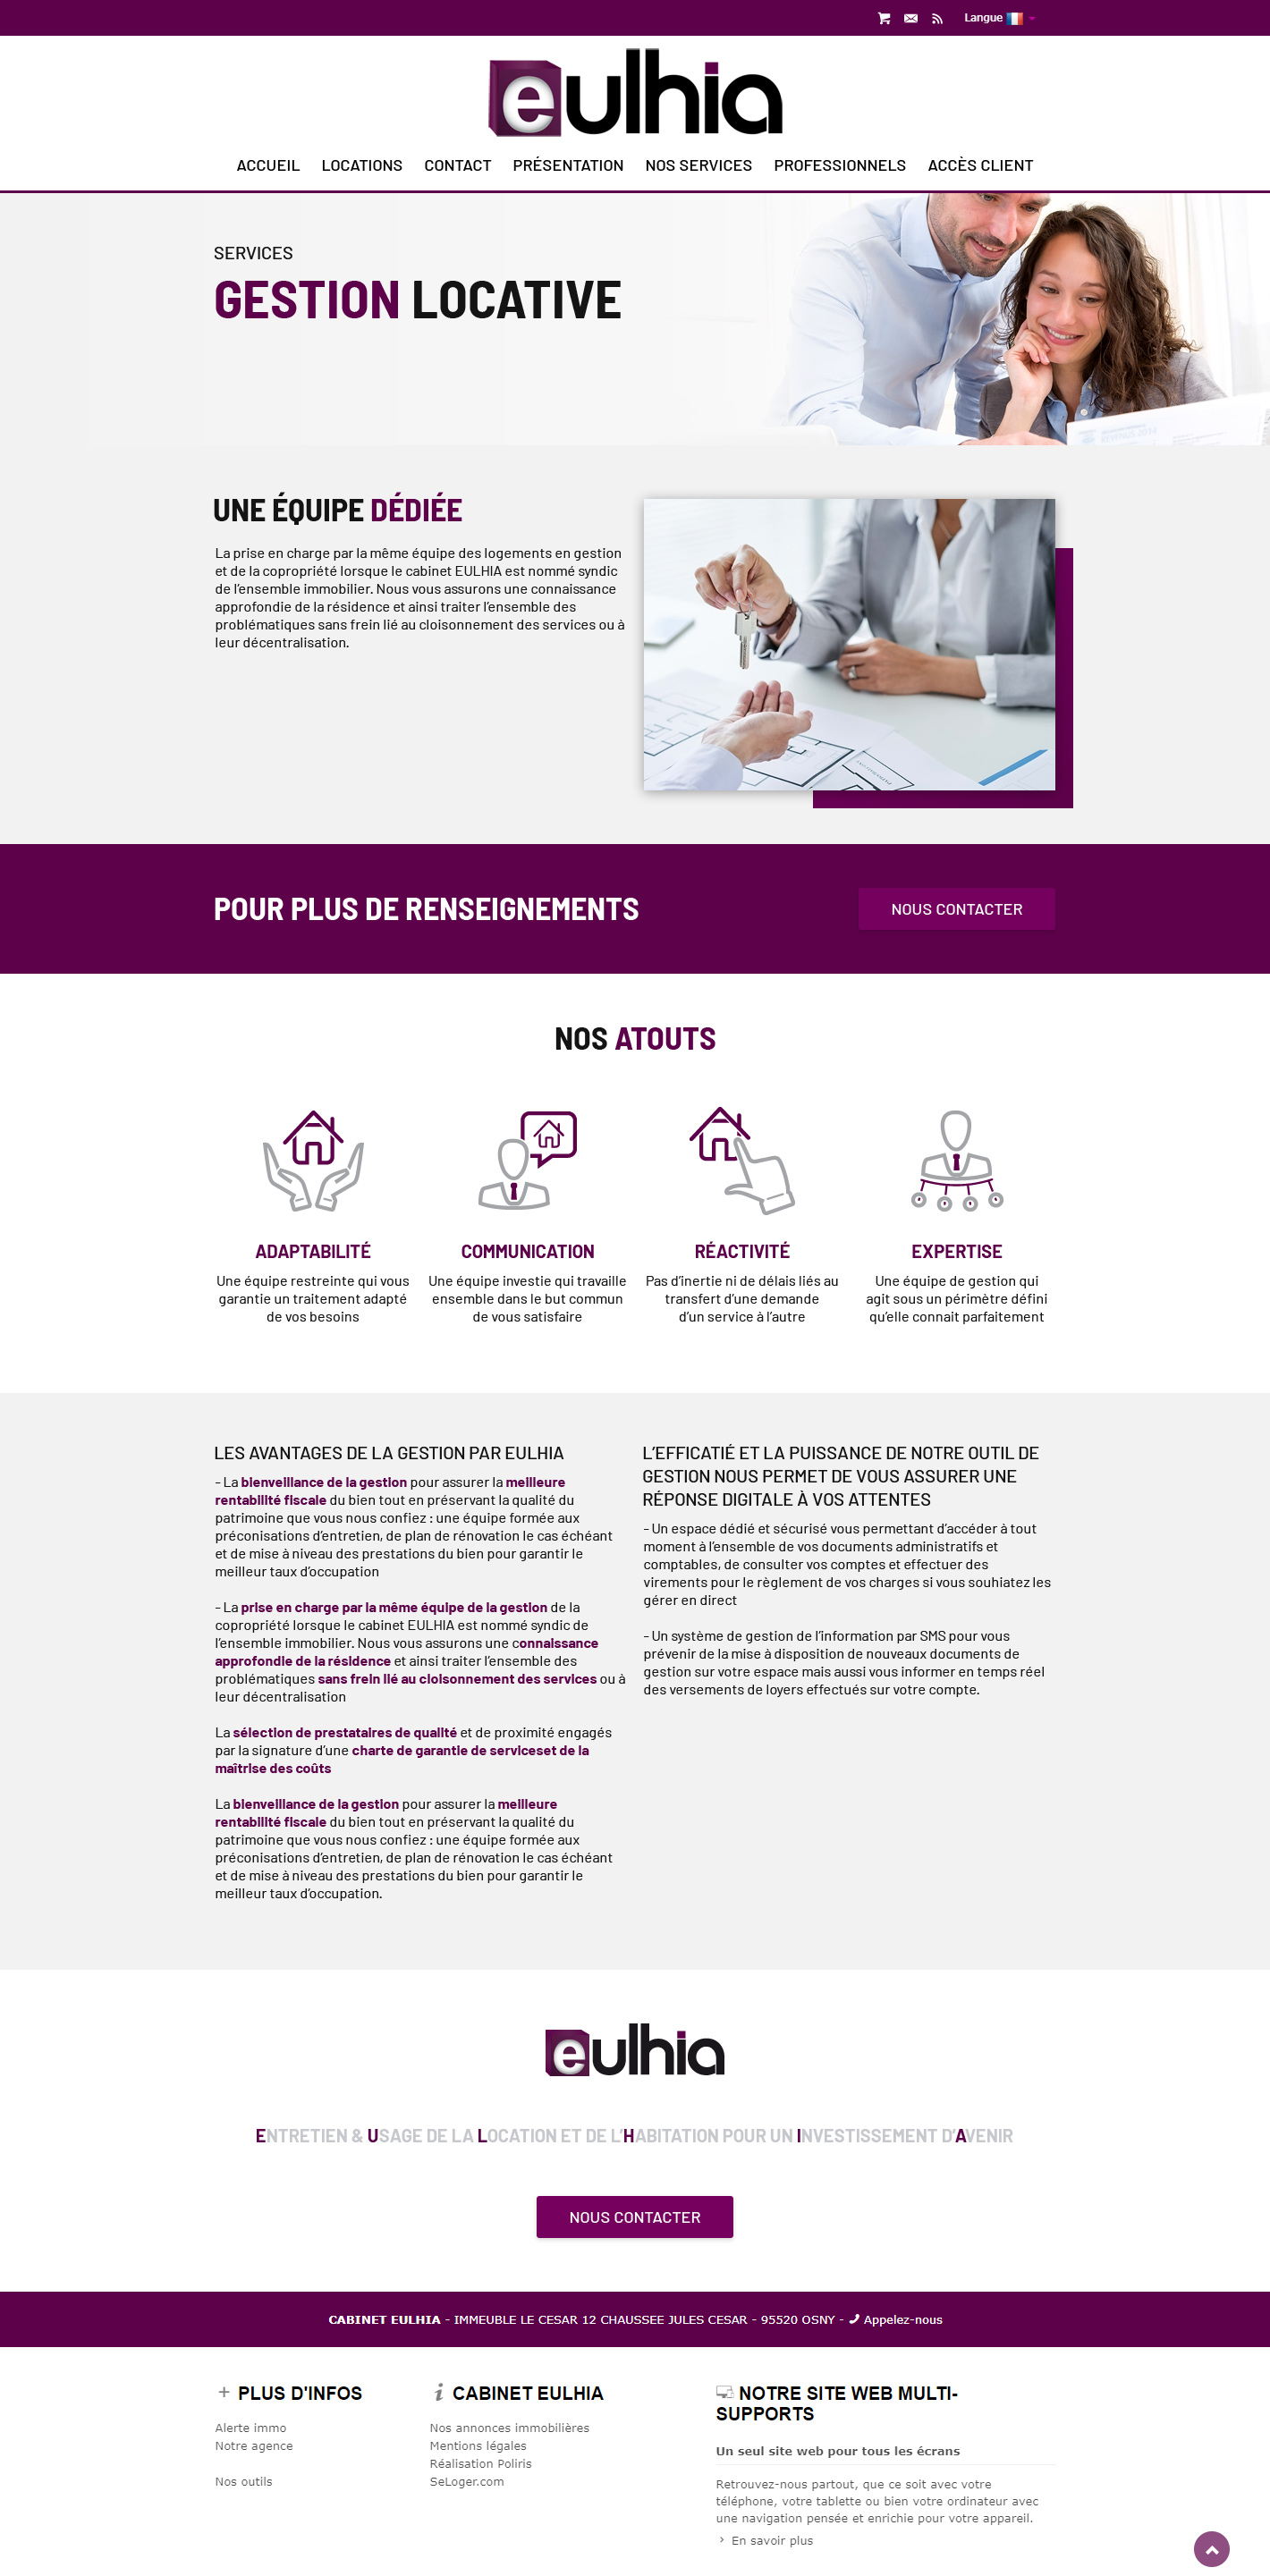 Langue
eulhia
ACCUEIL LOCATIONS CONTACT PRÉSENTATION NOS SERVICES PROFESSIONNELS ACCÈS CLIENT
SERVICES
GESTION LOCATIVE
UNE ÉQUIPE DÉDIÉE
La prise en charge par la même équipe des logements en gestion
et de la copropriété lorsque le cabinet EULHIA est nommé syndic
de l'ensemble immobilier. Nous vous assurons une connaissance
approfondie de la résidence et ainsi traiter l'ensemble des
problématiques sans frein lié au cloisonnement des services ou à
leur décentralisation.
POUR PLUS DE RENSEIGNEMENTS
NOUS CONTACTER
NOS ATOUTS
ADAPTABILITÉ
Une équipe restreinte qui vous
garantie un traitement adapté
de vos besoins
COMMUNICATION
Une équipe investie qui travaille
ensemble dans le but commun
de vous satisfaire
RÉACTIVITÉ
Pas d'inertie ni de délais liés au
transfert d'une demande
d'un service à l'autre
EXPERTISE
Une équipe de gestion qui
agit sous un périmètre défini
qu'elle connait parfaitement
LES AVANTAGES DE LA GESTION PAR EULHIA
- La bienveillance de la gestion pour assurer la meilleure
rentabilité fiscale du bien tout en préservant la qualité du
patrimoine que vous nous confiez : une équipe formée aux
préconisations d'entretien, de plan de rénovation le cas échéant
et de mise à niveau des prestations du bien pour garantir le
meilleur taux d'occupation
- La prise en charge par la même équipe de la gestion de la
copropriété lorsque le cabinet EULHIA est nommé syndic de
l'ensemble immobilier. Nous vous assurons une connaissance
approfondie de la résidence et ainsi traiter l'ensemble des
problématiques sans frein lié au cloisonnement des services ou à
leur décentralisation
La sélection de prestataires de qualité et de proximité engagés
par la signature d'une charte de garantie de serviceset de la
maîtrise des coûts
La bienveillance de la gestion pour assurer la meilleure
rentabilité fiscale du bien tout en préservant la qualité du
patrimoine que vous nous confiez : une équipe formée aux
préconisations d'entretien, de plan de rénovation le cas échéant
et de mise à niveau des prestations du bien pour garantir le
meilleur taux d'occupation.
L'EFFICATIÉ ET LA PUISSANCE DE NOTRE OUTIL DE
GESTION NOUS PERMET DE VOUS ASSURER UNE
RÉPONSE DIGITALE À VOS ATTENTES
- Un espace dédié et sécurisé vous permettant d'accéder à tout
moment à l'ensemble de vos documents administratifs et
comptables, de consulter vos comptes et effectuer des
virements pour le règlement de vos charges si vous souhiatez les
gérer en direct
- Un système de gestion de l'information par SMS pour vous
prévenir de la mise à disposition de nouveaux documents de
gestion sur votre espace mais aussi vous informer en temps réel
des versements de loyers effectués sur votre compte.
eulhia
ENTRETIEN & USAGE DE LA LOCATION ET DE L'HABITATION POUR UN INVESTISSEMENT D'AVENIR
NOUS CONTACTER
CABINET EULHIA - IMMEUBLE LE CESAR 12 CHAUSSEE JULES CESAR - 95520 OSNY - Appelez-nous
PLUS D'INFOS
Alerte immo
Notre agence
Nos outils
CABINET EULHIA
Nos annonces immobilières
Mentions légales
Réalisation Poliris
SeLoger.com
NOTRE SITE WEB MULTI-
SUPPORTS
Un seul site web pour tous les écrans
Retrouvez-nous partout, que ce soit avec votre
téléphone, votre tablette ou bien votre ordinateur avec
une navigation pensée et enrichie pour votre appareil.
En savoir plus